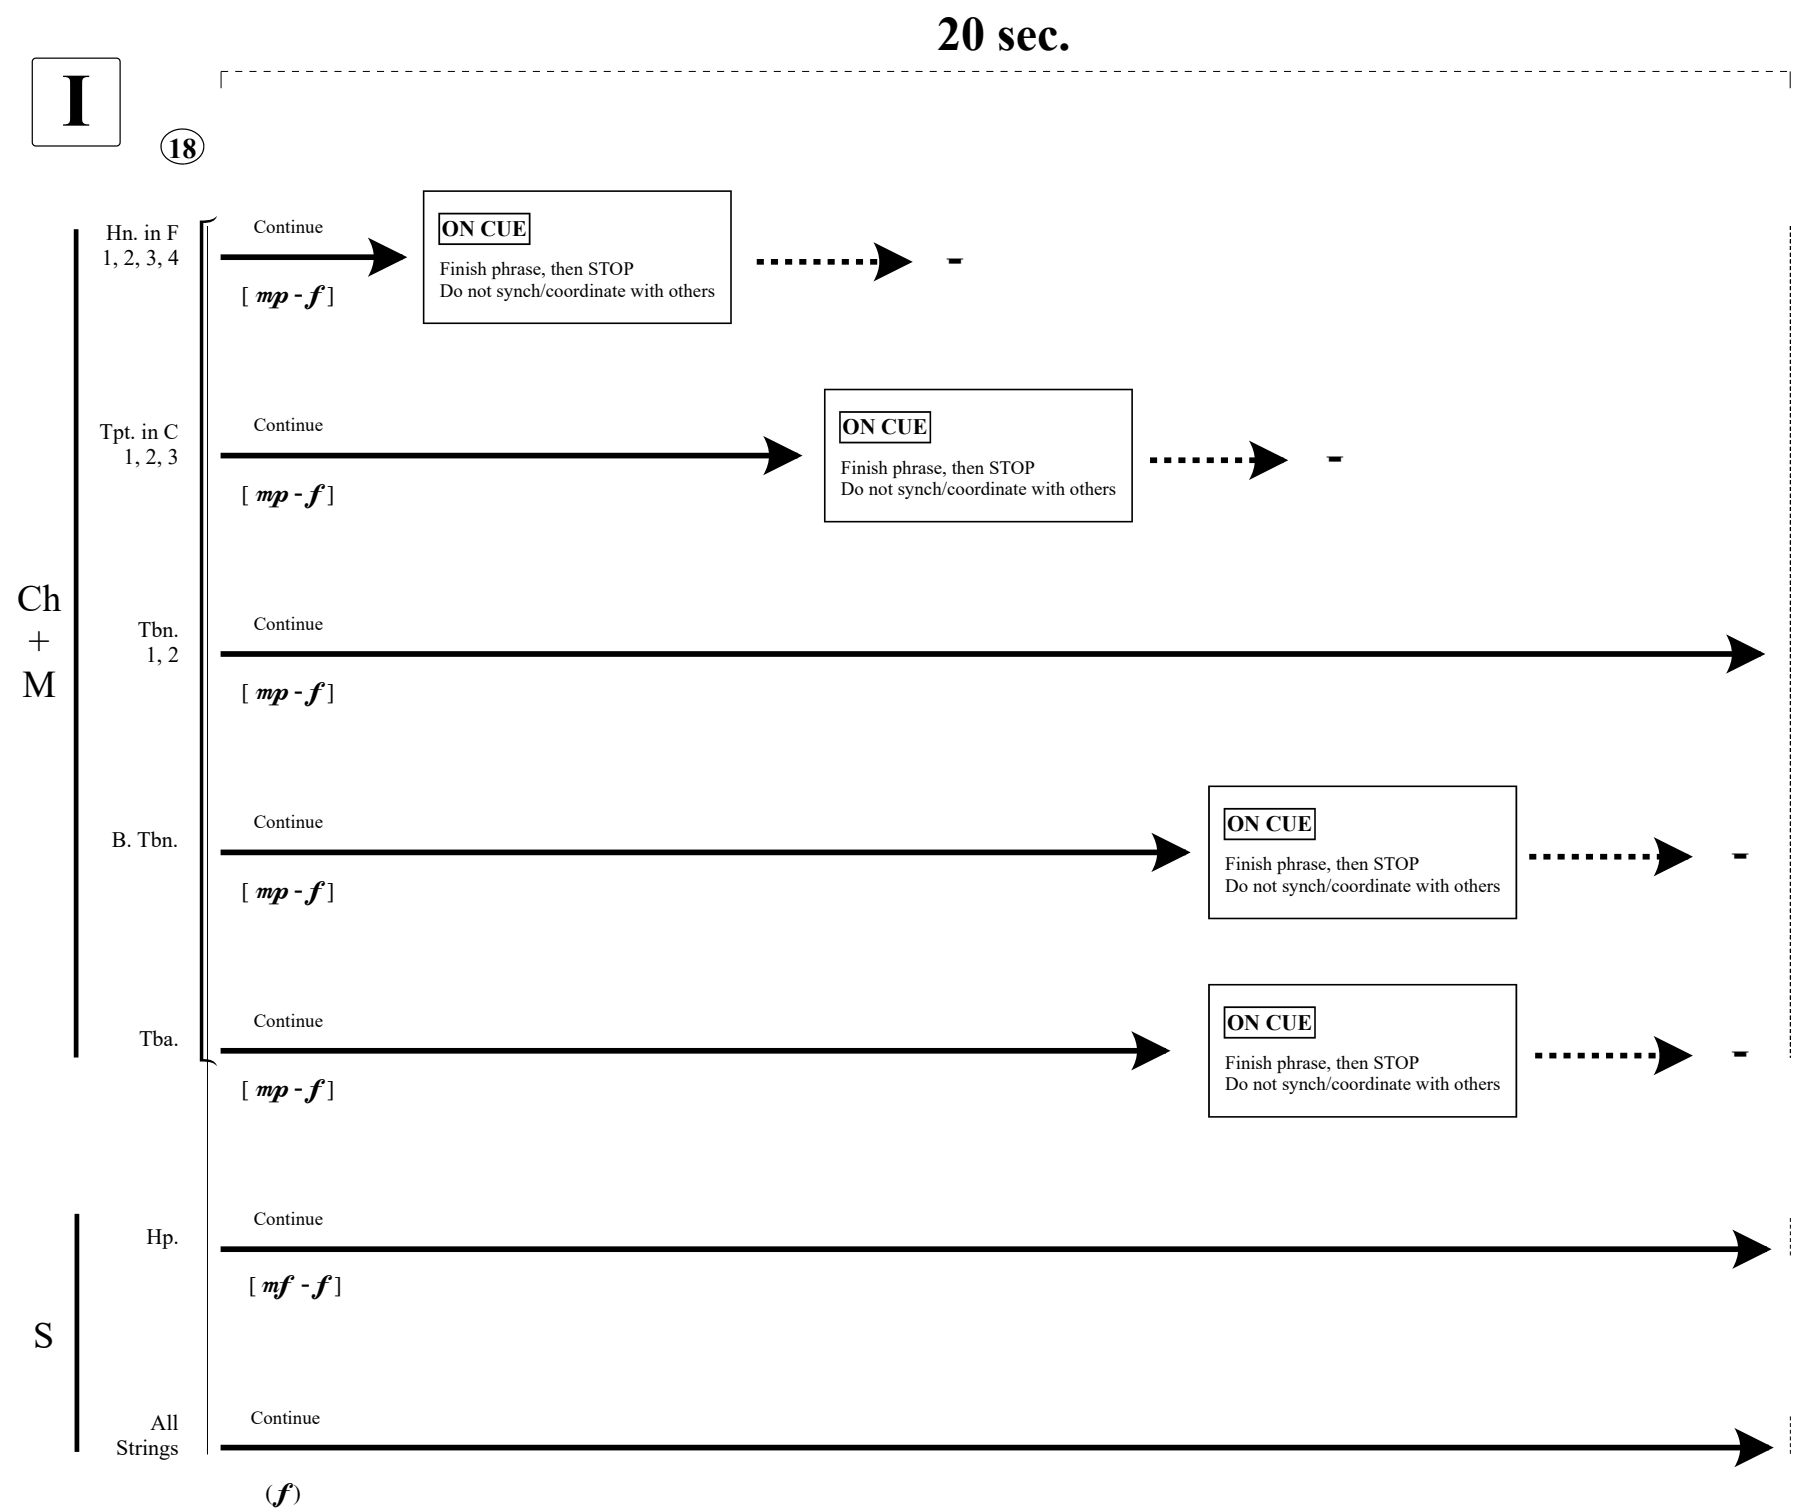 20 sec.
I
18
Hn. in F
1, 2, 3, 4
Continue
[ mp - f ]
ON CUE
Finish phrase, then STOP
Do not synch/coordinate with others
Tpt. in C
1, 2, 3
Continue
[ mp - f ]
ON CUE
Finish phrase, then STOP
Do not synch/coordinate with others
Ch
+
M
Tbn.
1, 2
Continue
[ mp - f ]
B. Tbn.
Continue
[ mp - f ]
ON CUE
Finish phrase, then STOP
Do not synch/coordinate with others
Tba.
Continue
[ mp - f ]
ON CUE
Finish phrase, then STOP
Do not synch/coordinate with others
S
Hp.
Continue
[ mf - f ]
All
Strings
Continue
(f)